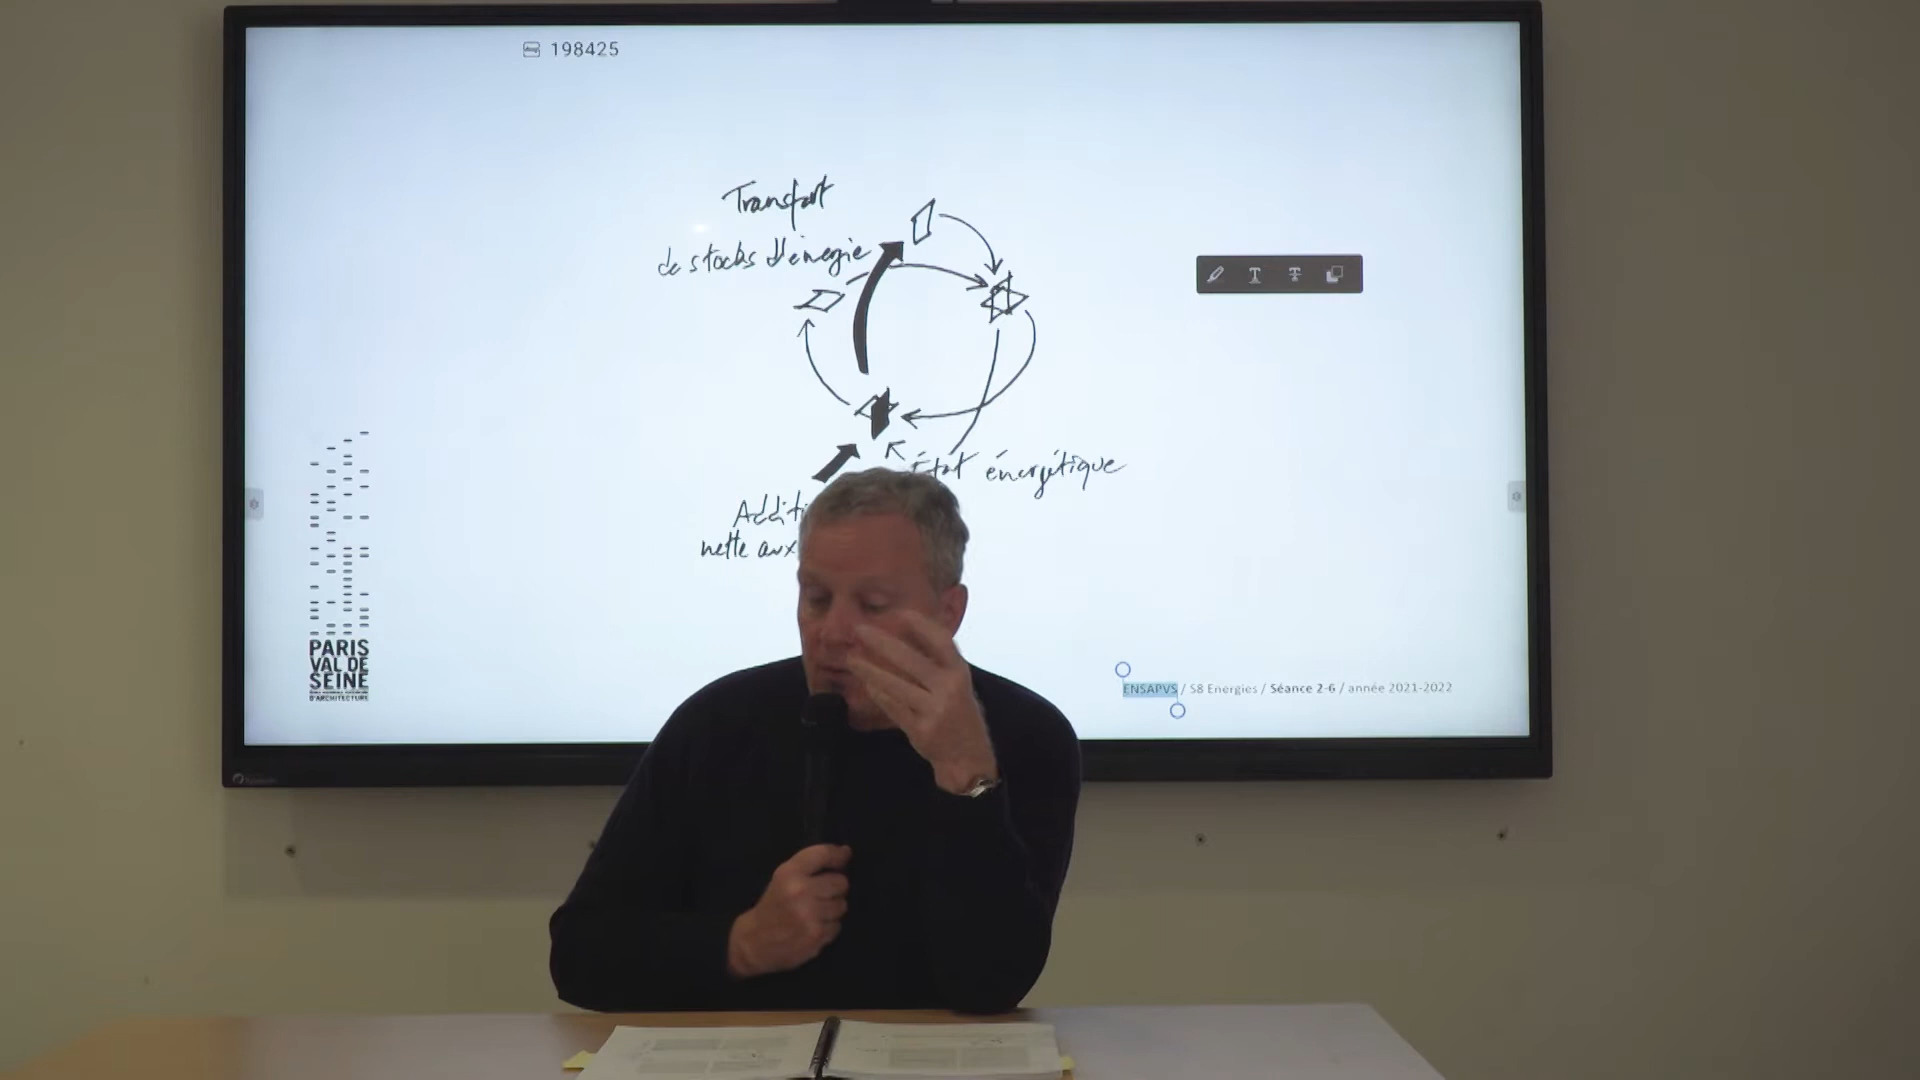 198425
Transfert
de stocks d'énergie
État énergétique
Additi
nette aux
PARIS
VAL DE
SEINE
D'ARCHITECTURE
ENSAPVS / S8 Energies / Séance 2-6 / année 2021-2022